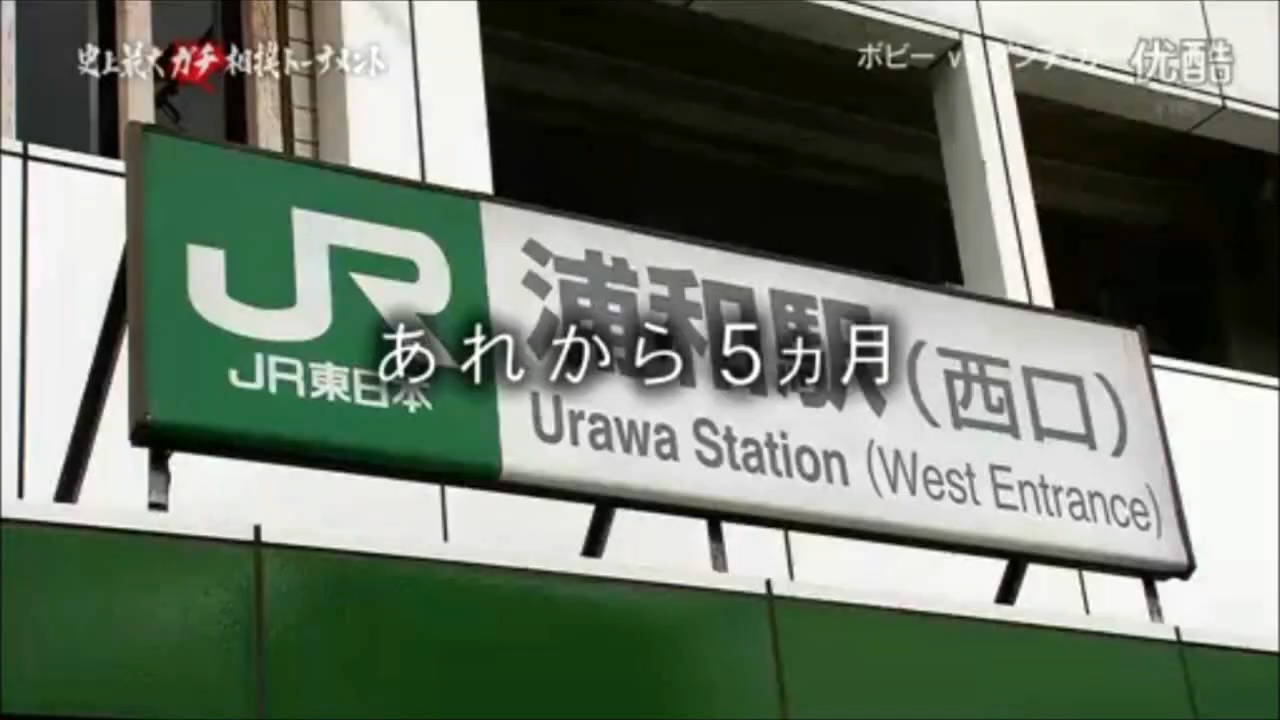 史上最大ガチ相撲トーナメント
ボビー
优酷
JR
JR東日本
浦和駅(西口)
Urawa Station (West Entrance)
あれから5ヵ月